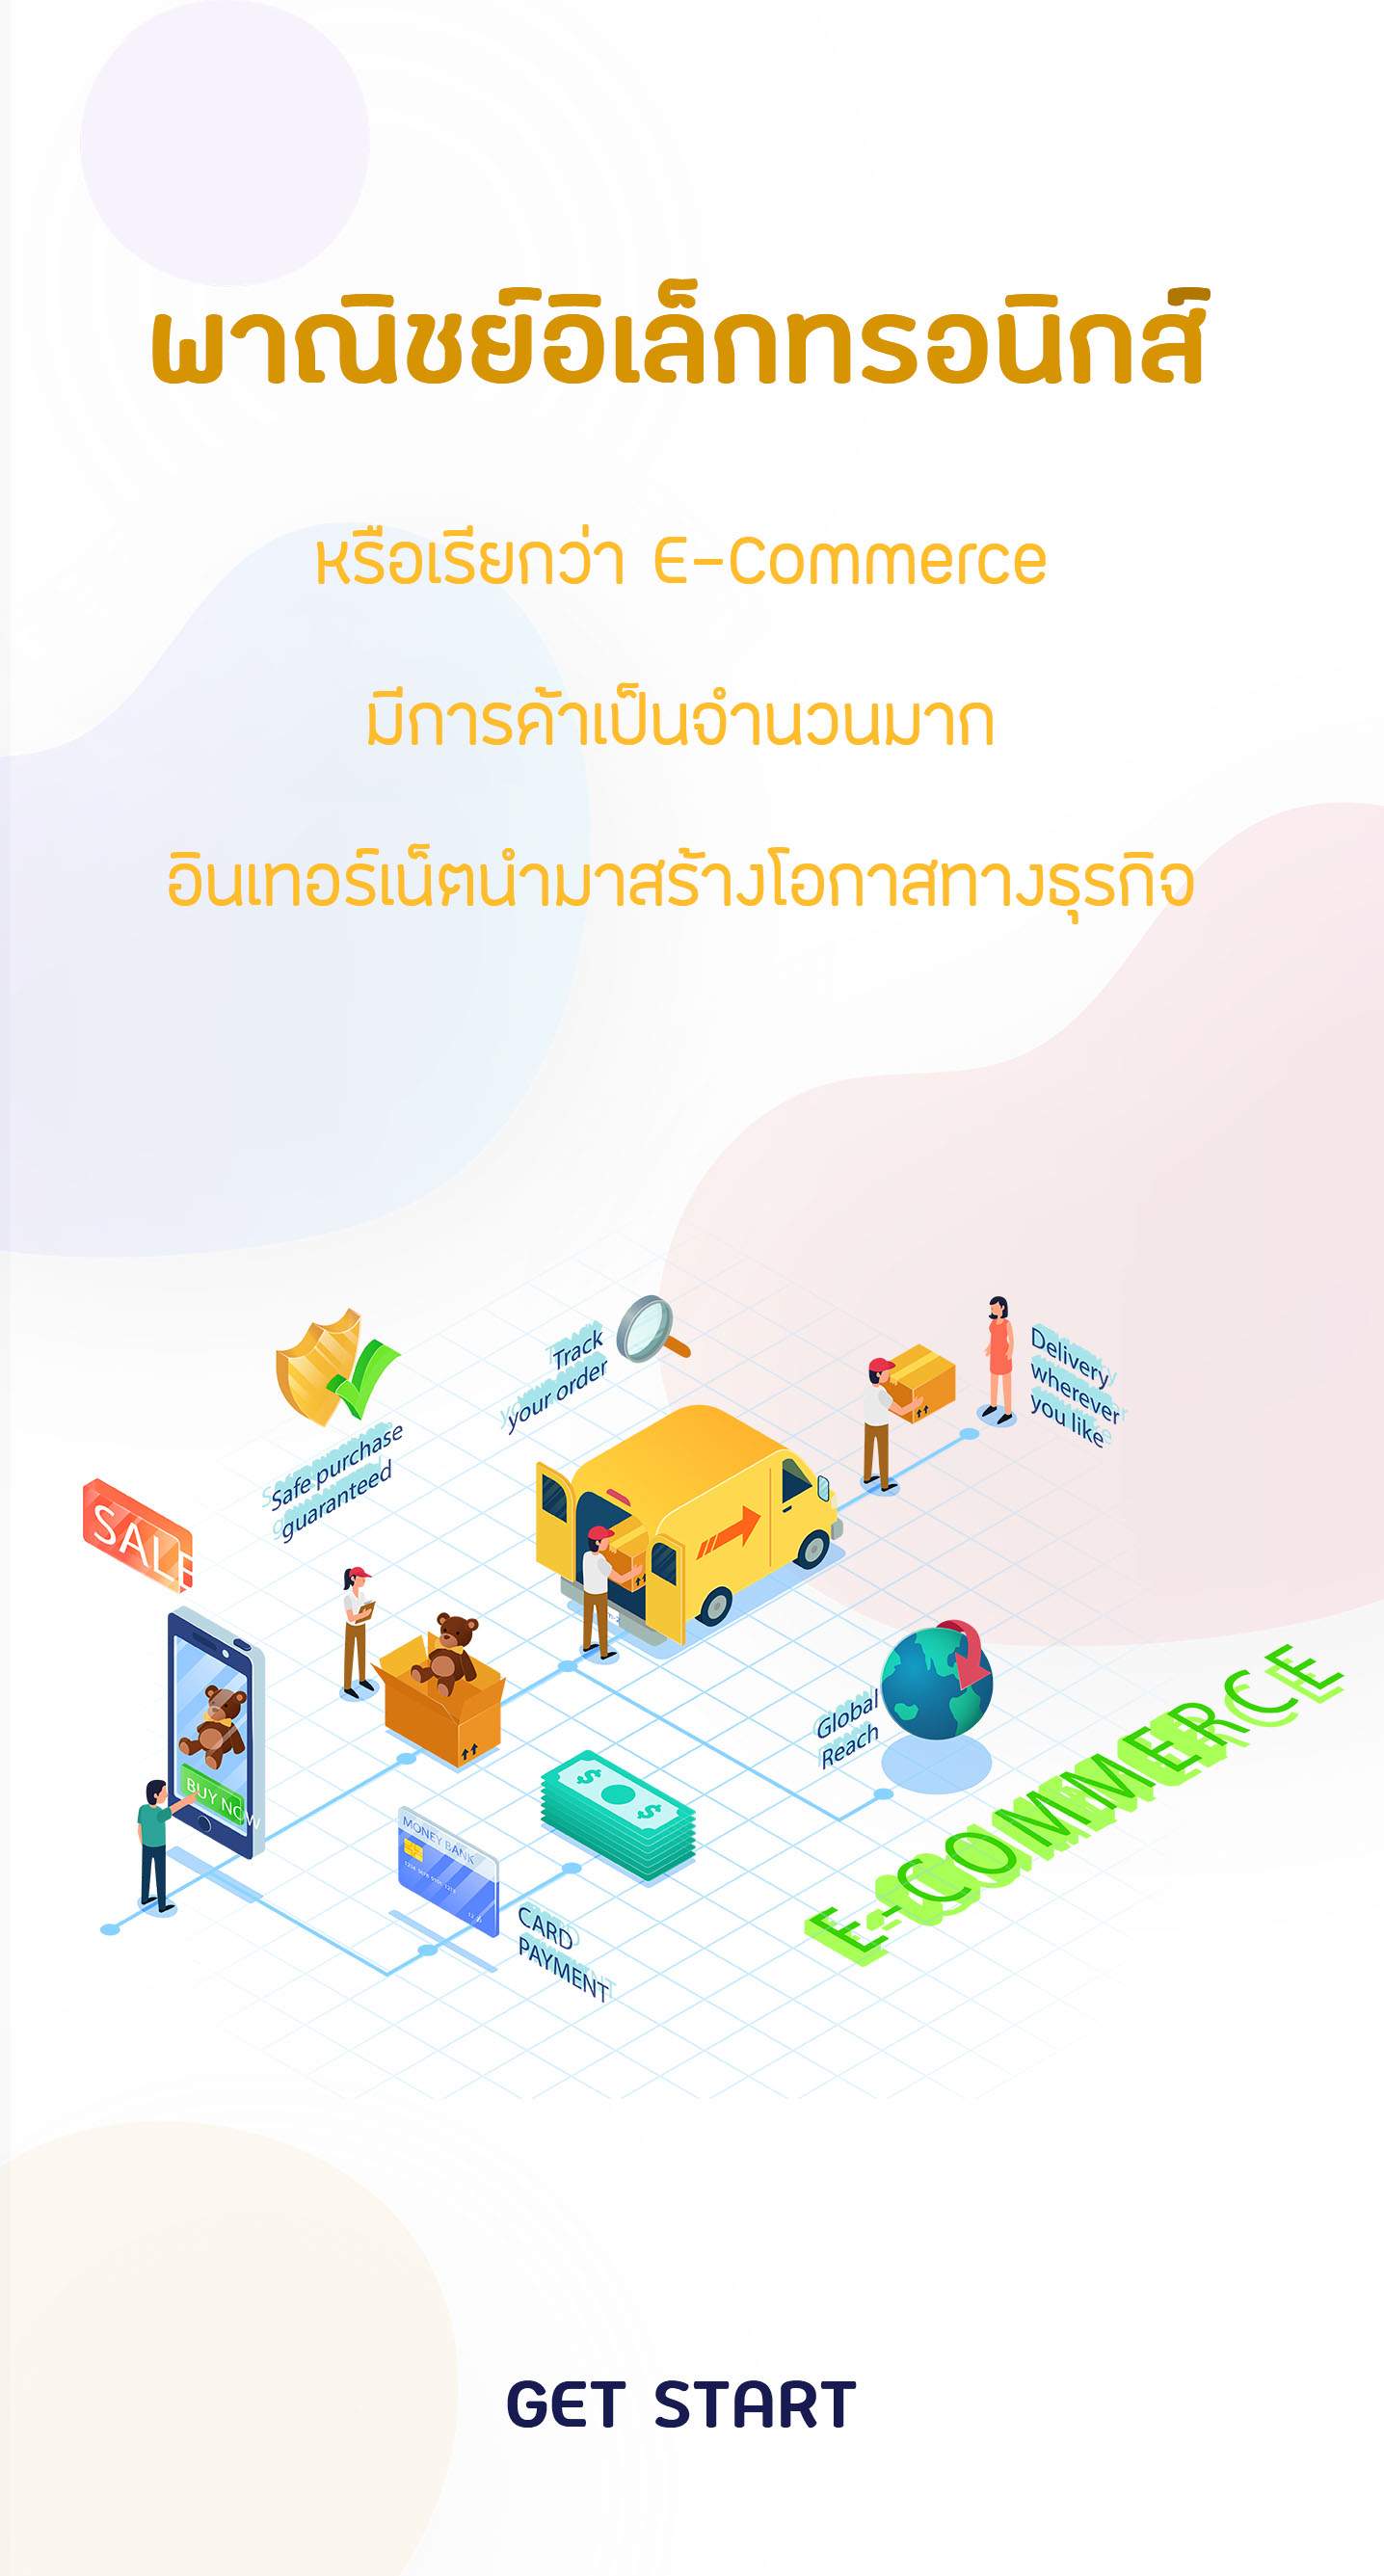 พาณิชย์อิเล็กทรอนิกส์
หรือเรียกว่า E-Commerce
มีการค้าเป็นจำนวนมาก
อินเทอร์เน็ตนำมาสร้างโอกาสทางธุรกิจ
Track
your order
Delivery
wherever
you like
Safe purchase
guaranteed
SALE
Global
Reach
BUY NOW
MONEY BANK
CARD
PAYMENT
E-COMMERCE
GET START